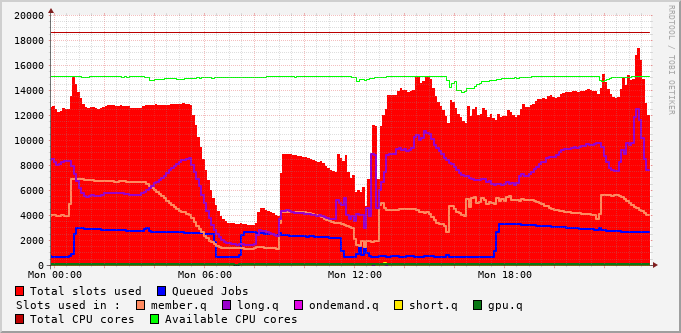 20000
18000
16000
14000
12000
10000
8000
6000
4000
2000
0
Mon 00:00 Mon 06:00 Mon 12:00 Mon 18:00
RRDTOOL / TOBI OETIKER
Total slots used Queued Jobs
Slots used in : member.q long.q ondemand.q short.q gpu.q
Total CPU cores Available CPU cores